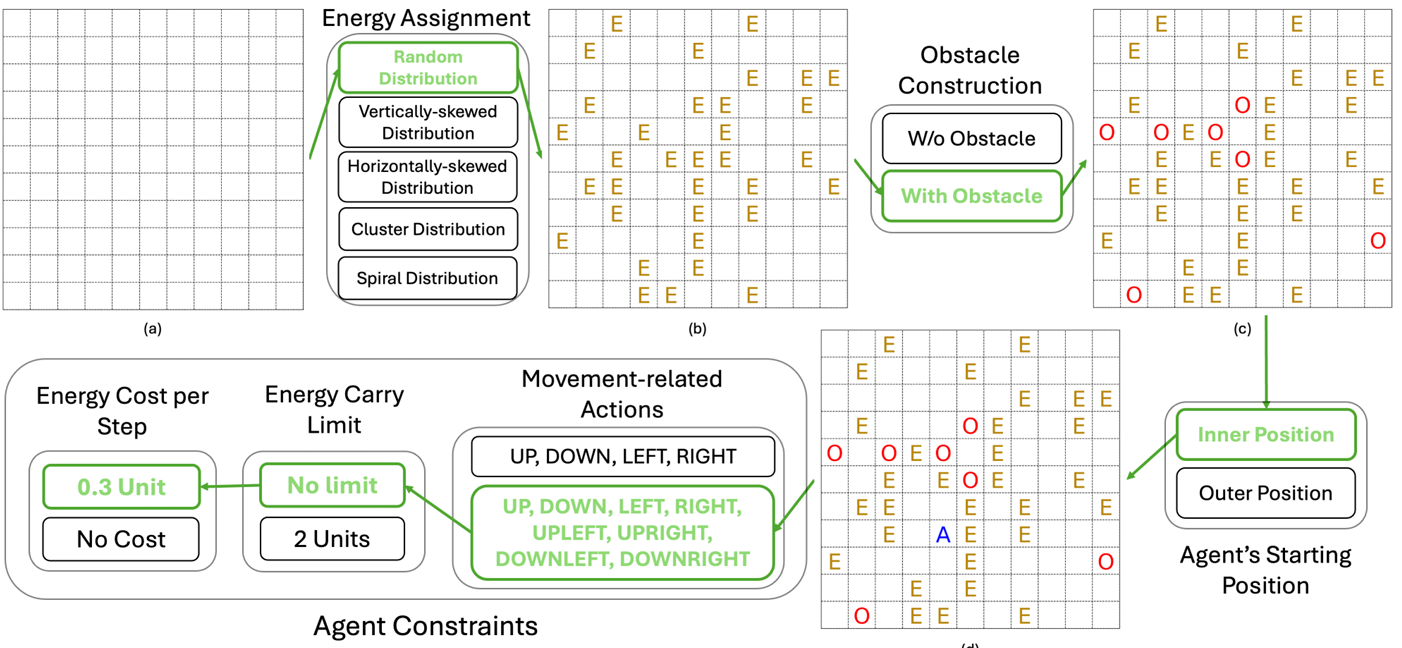 Energy Assignment
Random
Distribution
Vertically-skewed
Distribution
Horizontally-skewed
Distribution
Cluster Distribution
Spiral Distribution
(a)
E E
E E
E E E
E E E E
E E E
E E E E E
E E E E E
E E E
E E
E E
E E E
(b)
Obstacle
Construction
W/o Obstacle
With Obstacle
E E
E E
E E E
E O E E
O O E O E
E E O E E
E E E E E
E E E
E E O
E E
O E E E
(c)
Inner Position
Outer Position
Agent's Starting
Position
E E
E E
E E E
E O E E
O O E O E
E E O E E
E E E E E
E A E E
E E O
E E
O E E E
(d)
Movement-related
Actions
UP, DOWN, LEFT, RIGHT
UP, DOWN, LEFT, RIGHT,
UPLEFT, UPRIGHT,
DOWNLEFT, DOWNRIGHT
Energy Carry
Limit
No limit
2 Units
Energy Cost per
Step
0.3 Unit
No Cost
Agent Constraints